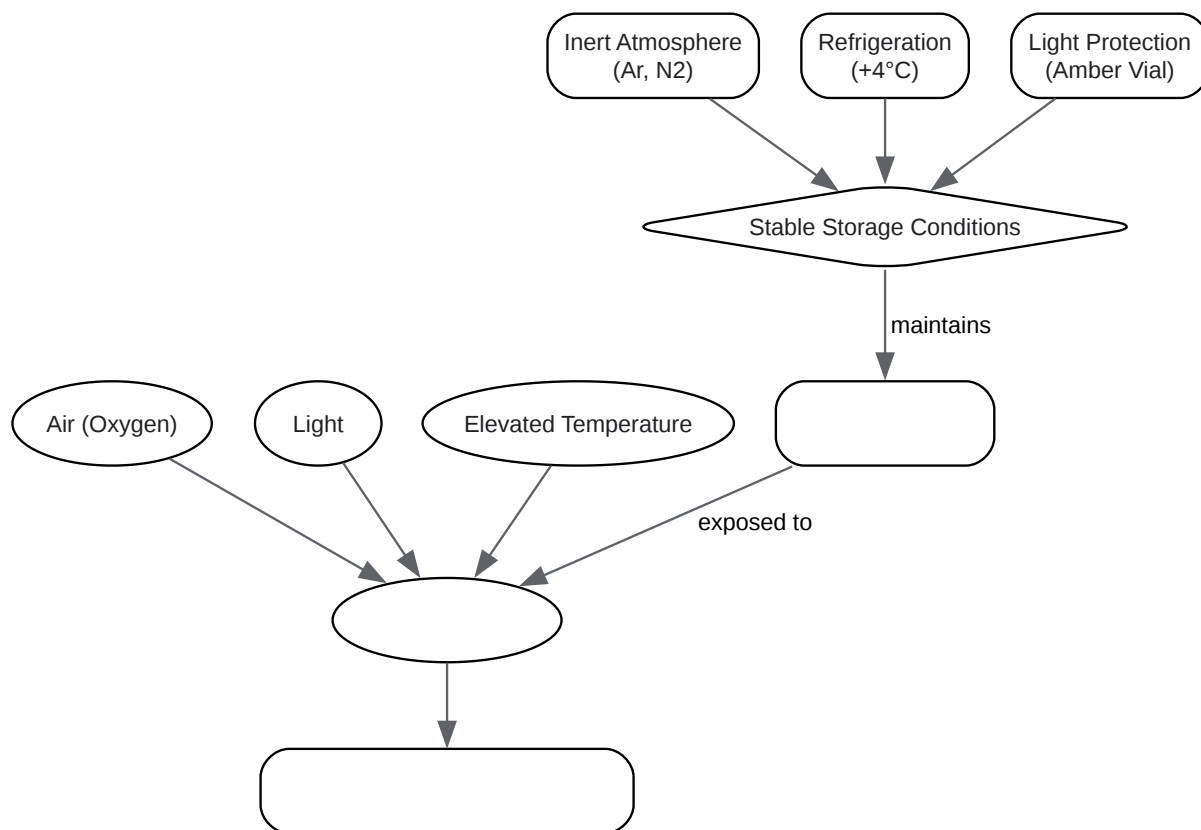 Inert Atmosphere
(Ar, N2)
Refrigeration
(+4°C)
Light Protection
(Amber Vial)
Stable Storage Conditions
maintains
Air (Oxygen)
Light
Elevated Temperature
exposed to